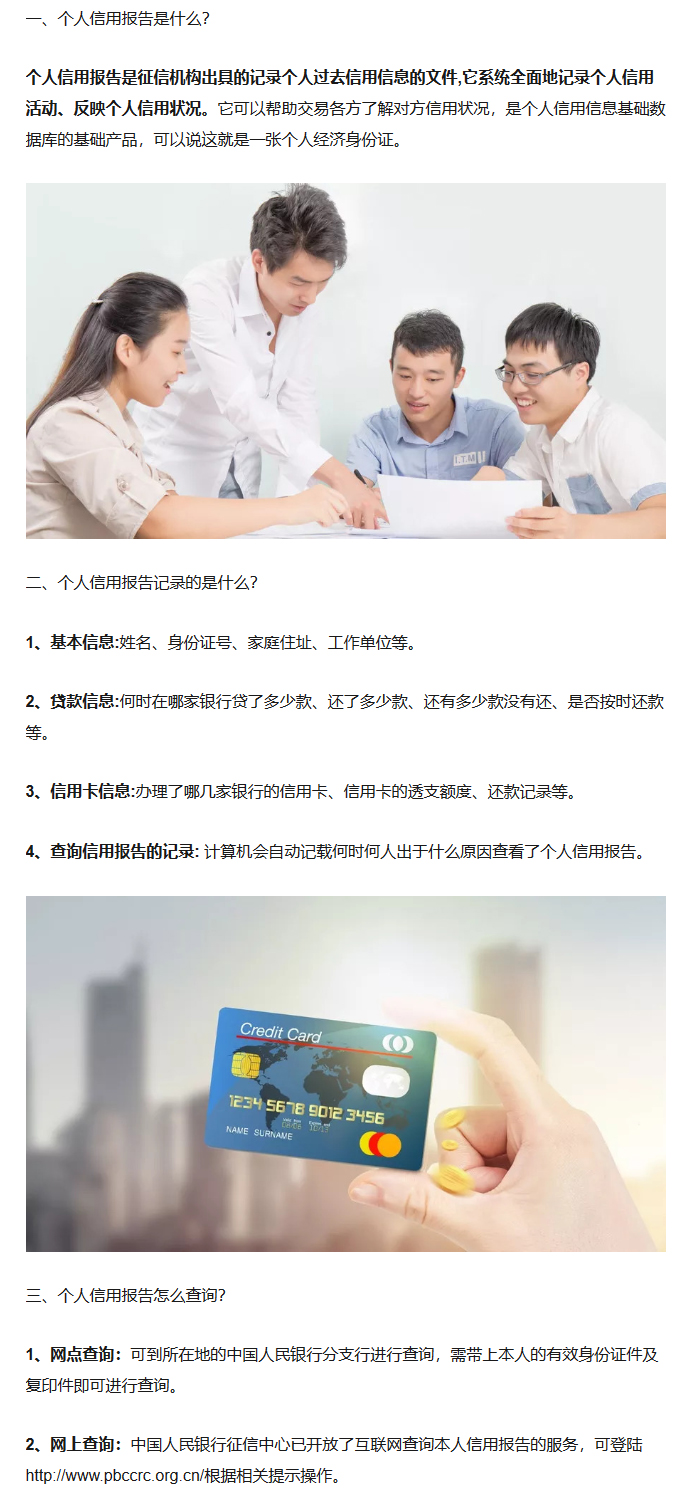 一、个人信用报告是什么？
个人信用报告是征信机构出具的记录个人过去信用信息的文件,它系统全面地记录个人信用
活动、反映个人信用状况。它可以帮助交易各方了解对方信用状况，是个人信用信息基础数
据库的基础产品，可以说这就是一张个人经济身份证。
I.T.M
二、个人信用报告记录的是什么？
1、基本信息:姓名、身份证号、家庭住址、工作单位等。
2、贷款信息:何时在哪家银行贷了多少款、还了多少款、还有多少款没有还、是否按时还款
等。
3、信用卡信息:办理了哪几家银行的信用卡、信用卡的透支额度、还款记录等。
4、查询信用报告的记录: 计算机会自动记载何时何人出于什么原因查看了个人信用报告。
Credit Card
1234 5678 9012 3456
NAME SURNAME
三、个人信用报告怎么查询？
1、网点查询：可到所在地的中国人民银行分支行进行查询，需带上本人的有效身份证件及
复印件即可进行查询。
2、网上查询：中国人民银行征信中心已开放了互联网查询本人信用报告的服务，可登陆
http://www.pbccrc.org.cn/根据相关提示操作。